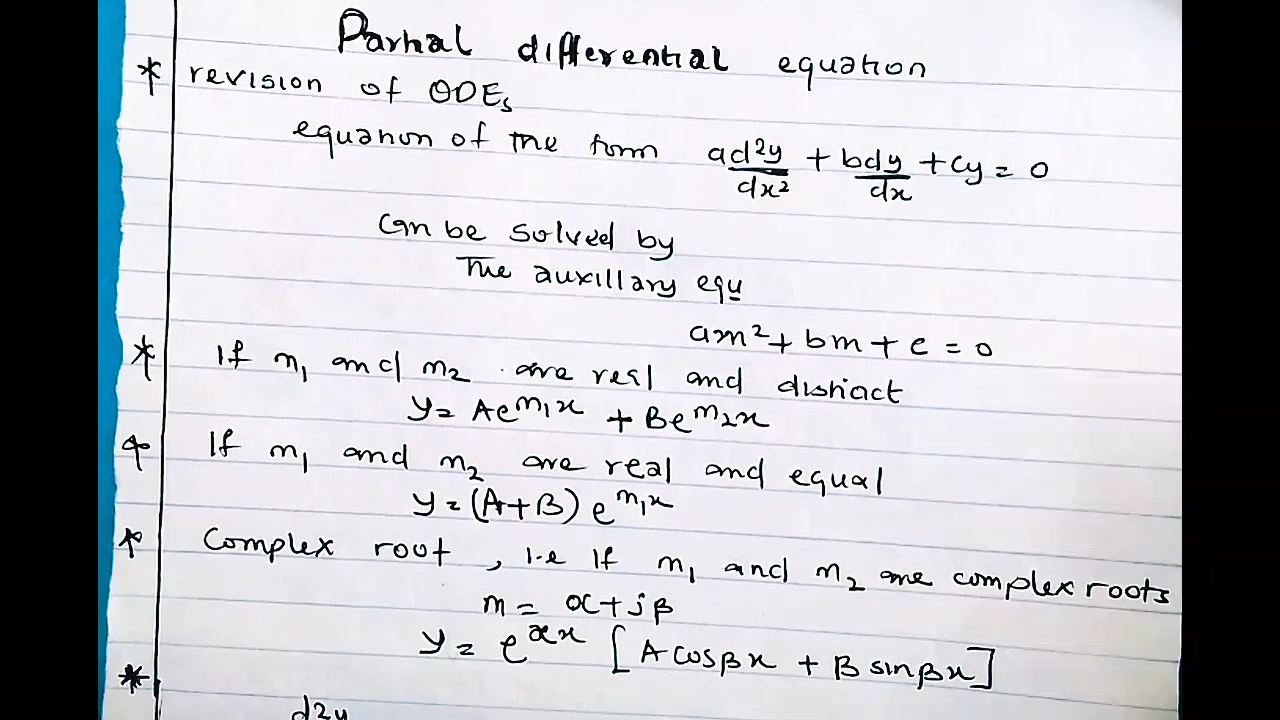 Partial differential equation
* revision of ODEs
equation of the form ad²y/dx² + bdy/dx + cy = 0
Can be solved by
The auxillary equ
am² + bm + c = 0
* If m₁ and m₂ are real and distinct
y = Ae^m₁x + Be^m₂x
* If m₁ and m₂ are real and equal
y = (A+B) e^m₁x
* Complex root, i.e If m₁ and m₂ are complex roots
m = α + jβ
y = e^αx [A cosβx + B sinβx]
*
d²y